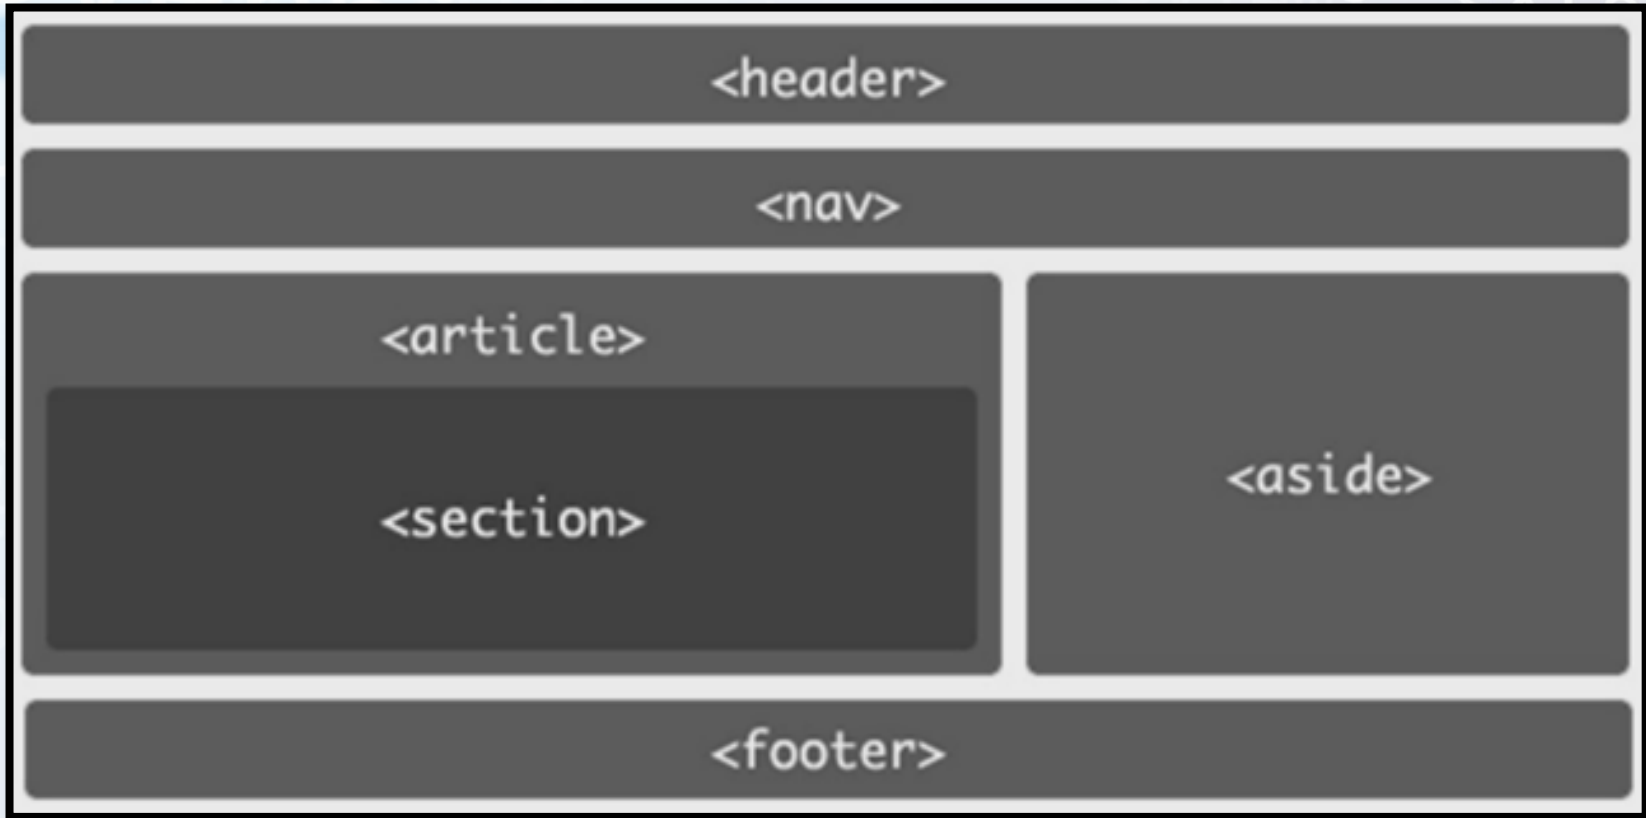 <header>
<nav>
<article>
<section>
<aside>
<footer>